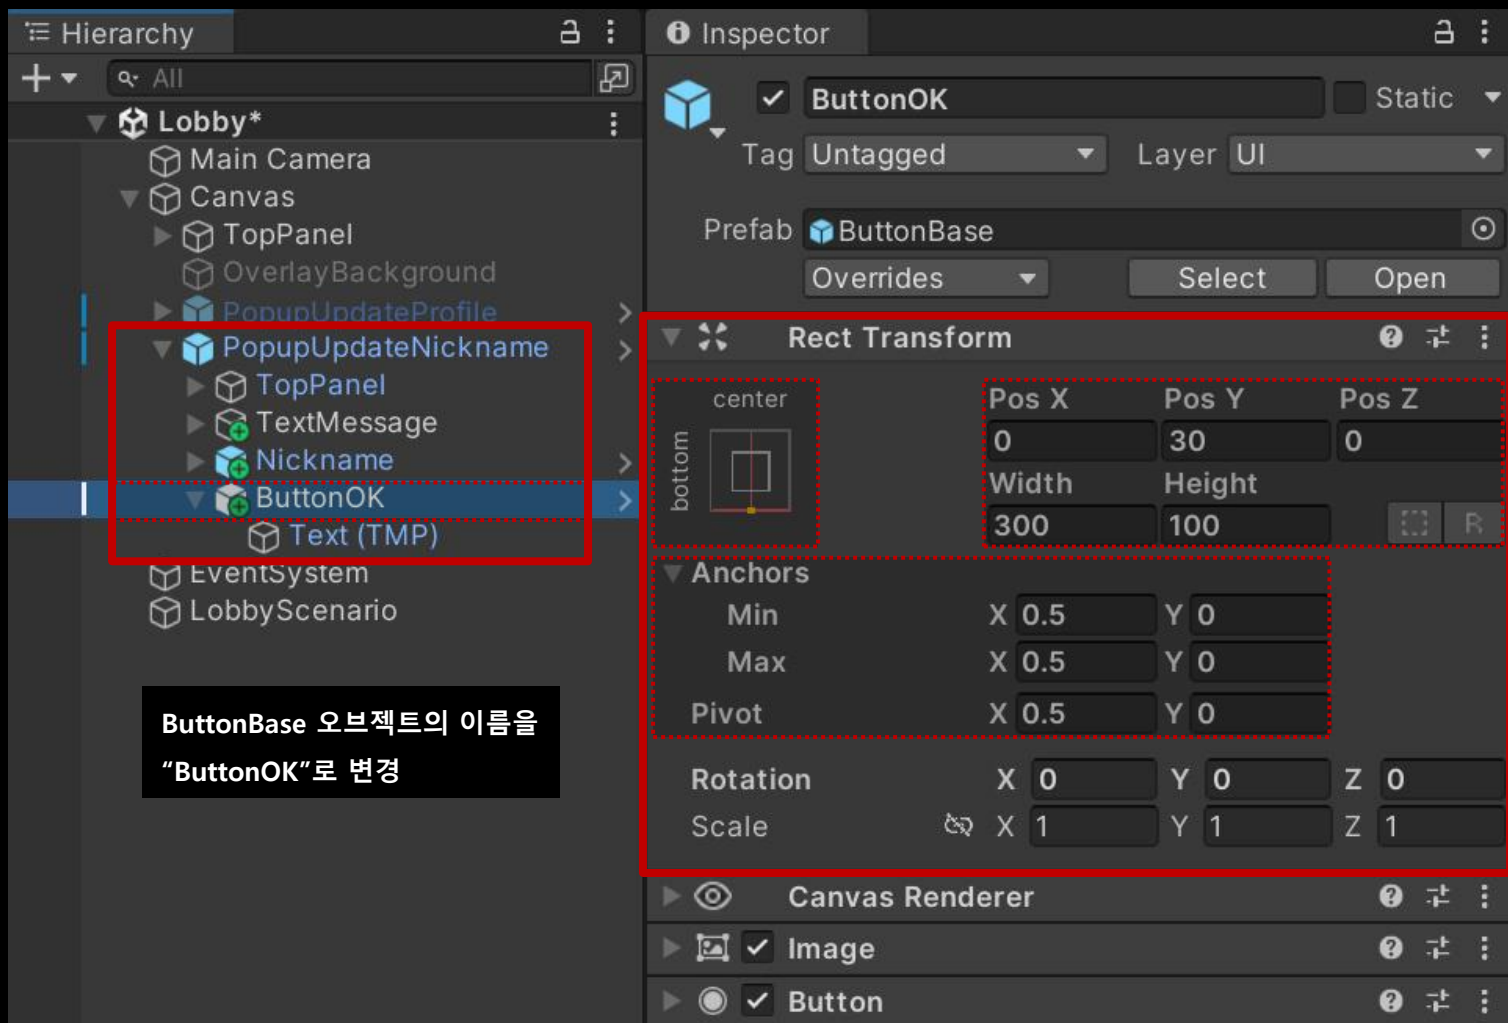 Hierarchy
All
Lobby*
Main Camera
Canvas
TopPanel
OverlayBackground
PopupUpdateProfile
PopupUpdateNickname
TopPanel
TextMessage
Nickname
ButtonOK
Text (TMP)
EventSystem
LobbyScenario
ButtonBase 오브젝트의 이름을
“ButtonOK”로 변경
Inspector
ButtonOK Static
Tag Untagged Layer UI
Prefab ButtonBase
Overrides Select Open
Rect Transform
center
bottom
Pos X Pos Y Pos Z
0 30 0
Width Height
300 100 R
Anchors
Min X 0.5 Y 0
Max X 0.5 Y 0
Pivot X 0.5 Y 0
Rotation X 0 Y 0 Z 0
Scale X 1 Y 1 Z 1
Canvas Renderer
Image
Button